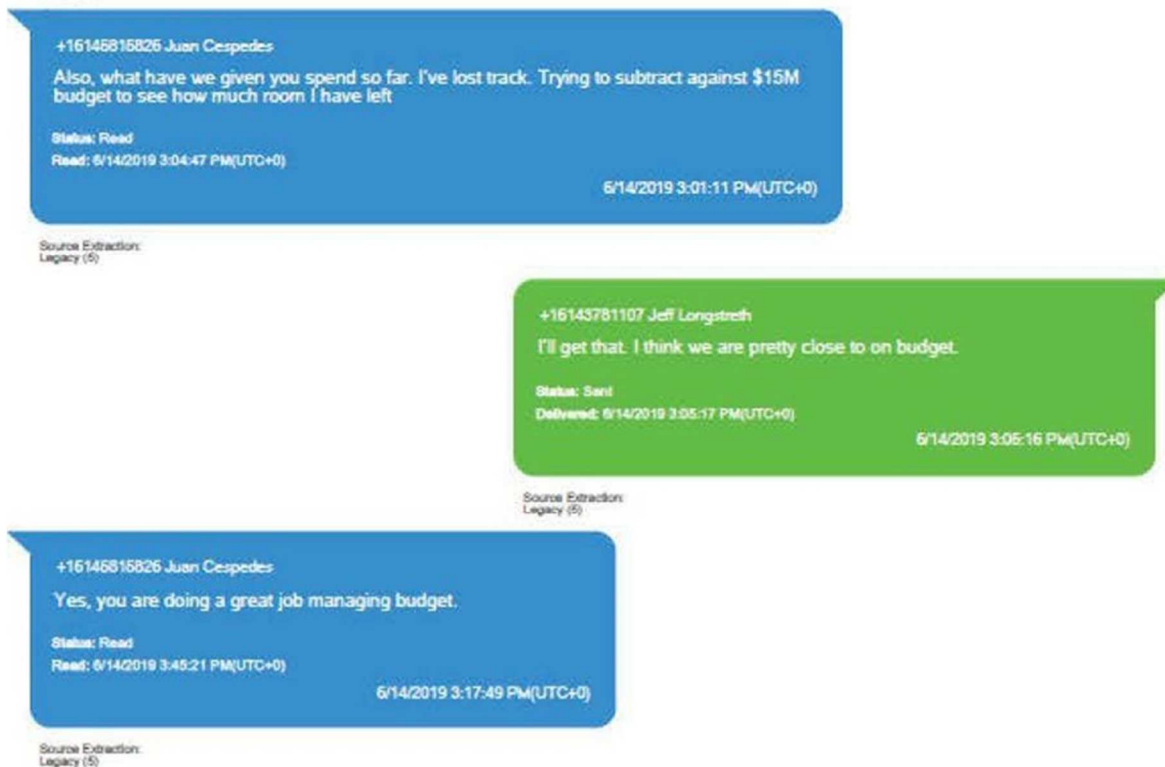 +16145815826 Juan Cespedes
Also, what have we given you spend so far. I've lost track. Trying to subtract against $15M
budget to see how much room I have left
Status: Read
Read: 6/14/2019 3:04:47 PM(UTC+0)
6/14/2019 3:01:11 PM(UTC+0)
Source Extraction:
Legacy (5)
+16143781107 Jeff Longstreth
I'll get that. I think we are pretty close to on budget.
Status: Sent
Delivered: 6/14/2019 3:05:17 PM(UTC+0)
6/14/2019 3:05:16 PM(UTC+0)
Source Extraction:
Legacy (5)
+16145815826 Juan Cespedes
Yes, you are doing a great job managing budget.
Status: Read
Read: 6/14/2019 3:45:21 PM(UTC+0)
6/14/2019 3:17:49 PM(UTC+0)
Source Extraction:
Legacy (5)